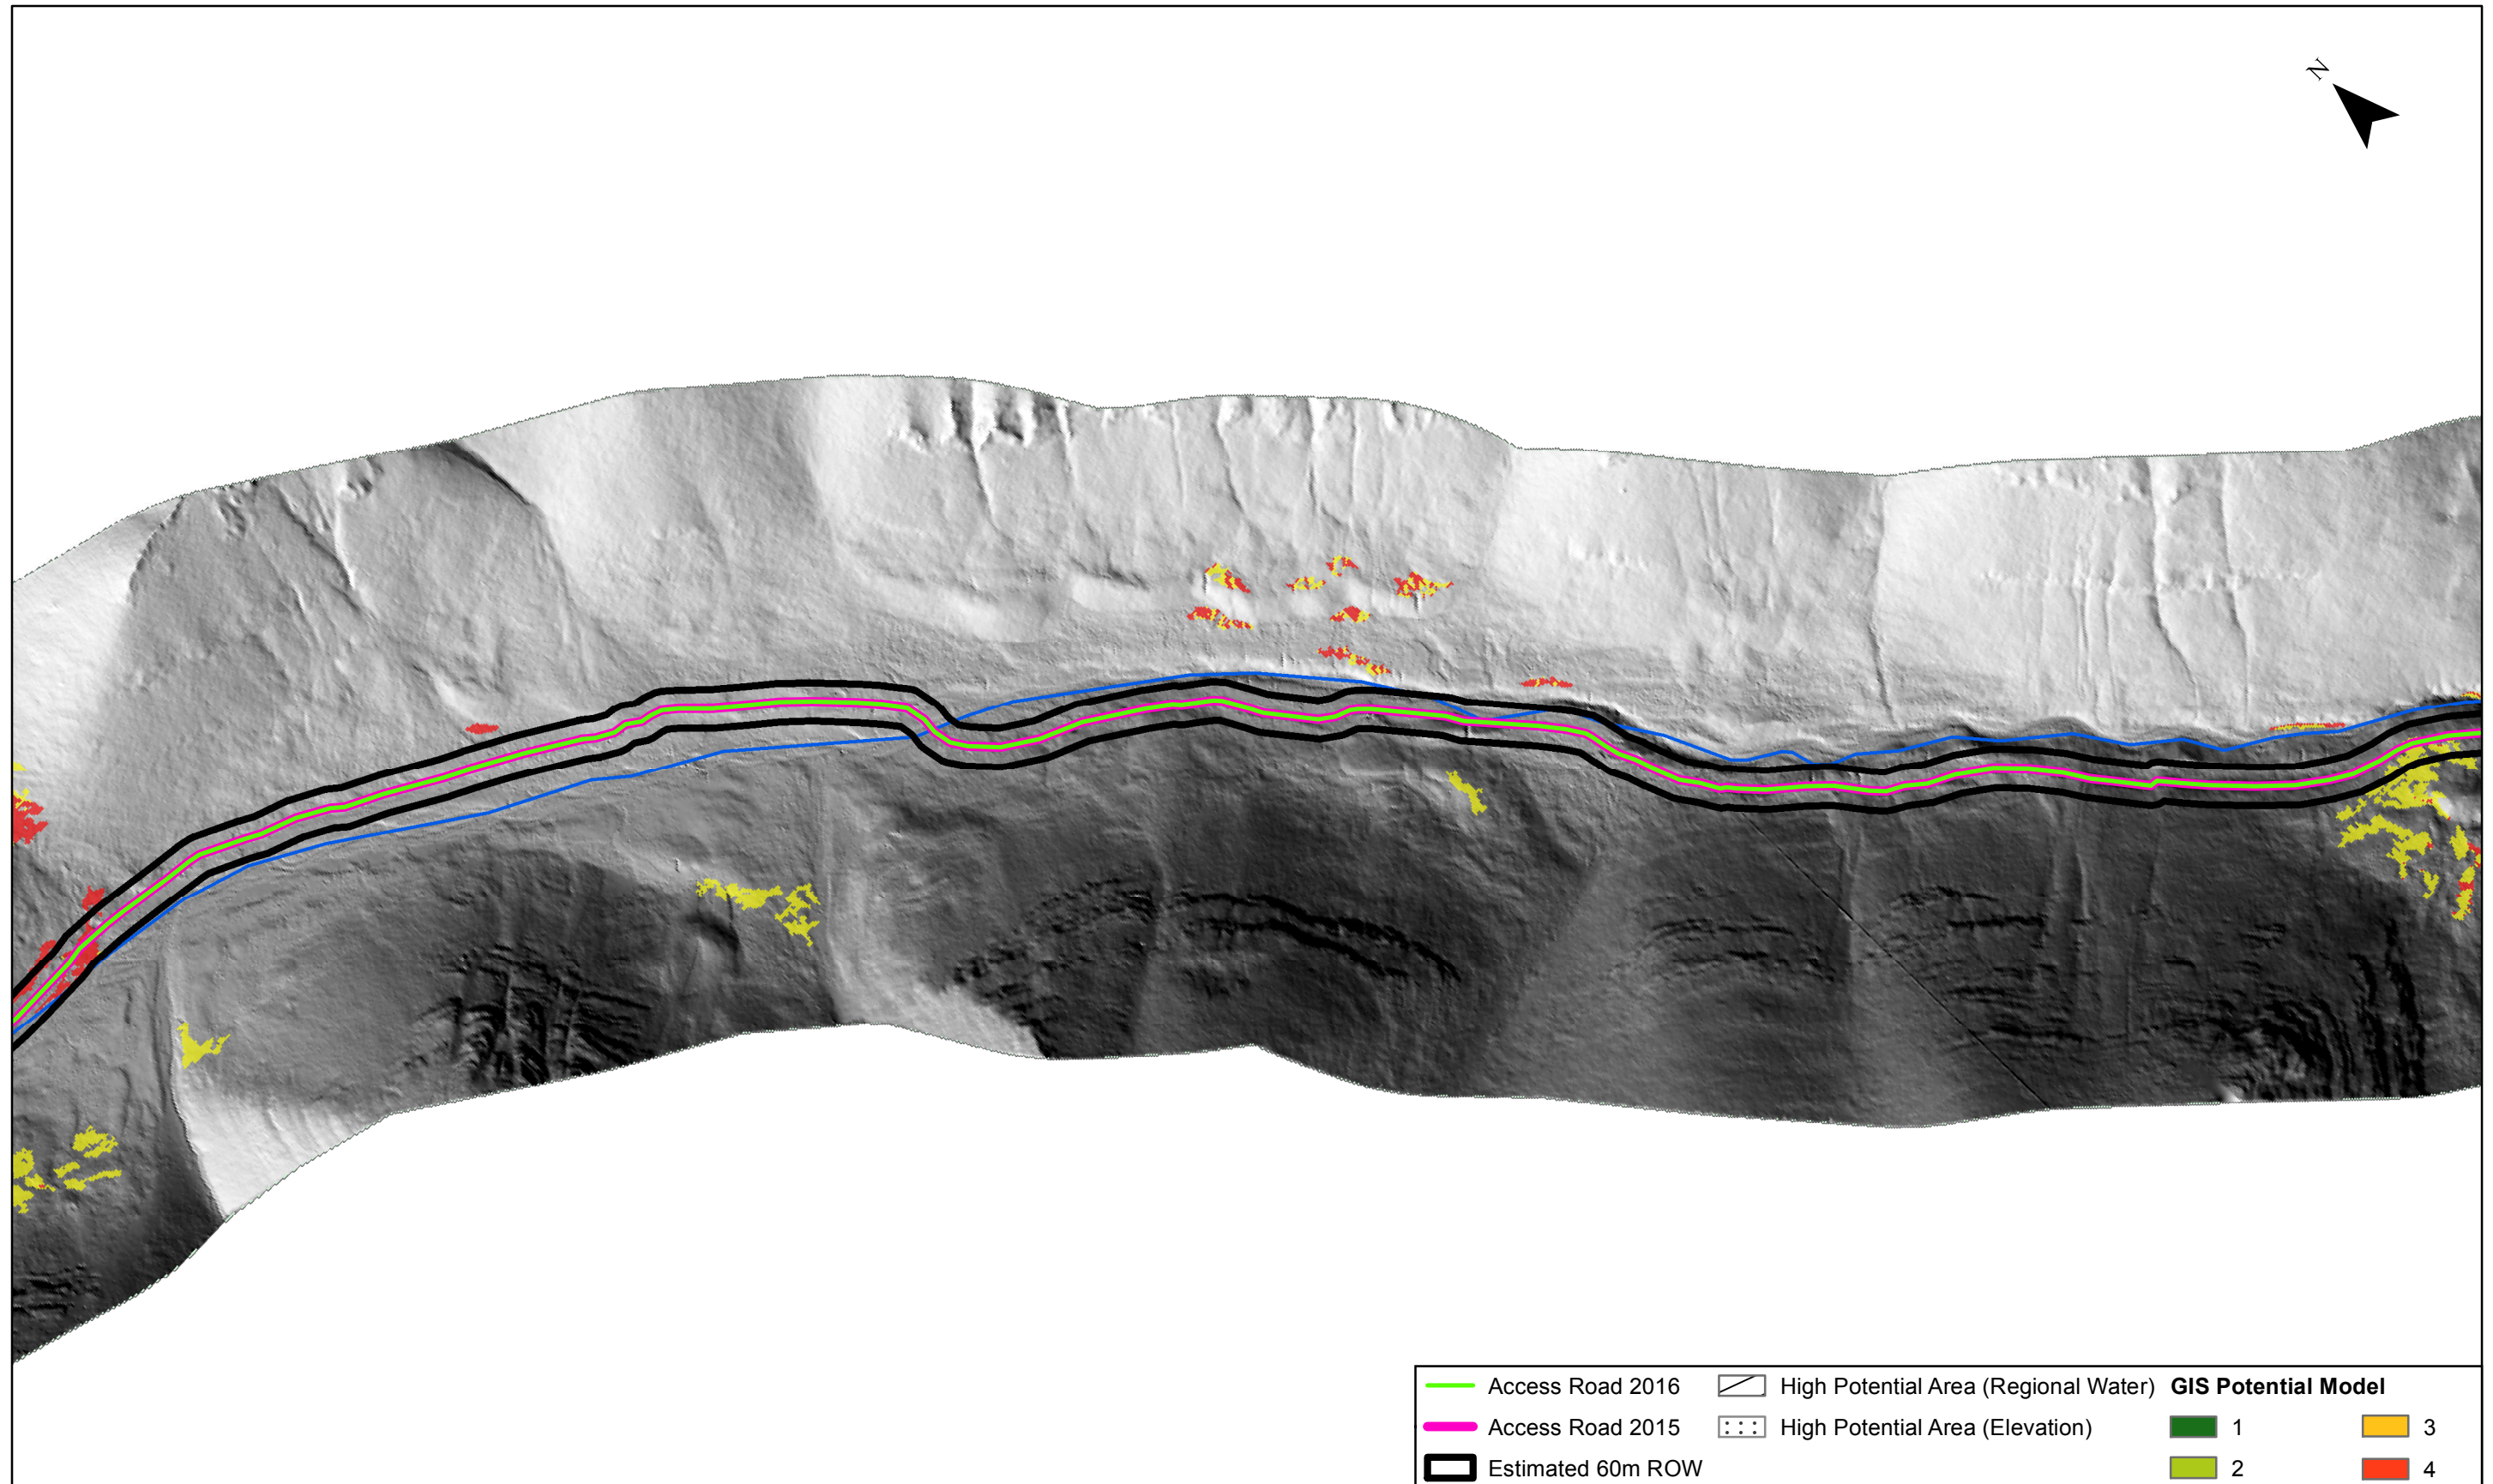 N
Access Road 2016
High Potential Area (Regional Water)
GIS Potential Model
Access Road 2015
High Potential Area (Elevation)
1
3
Estimated 60m ROW
2
4